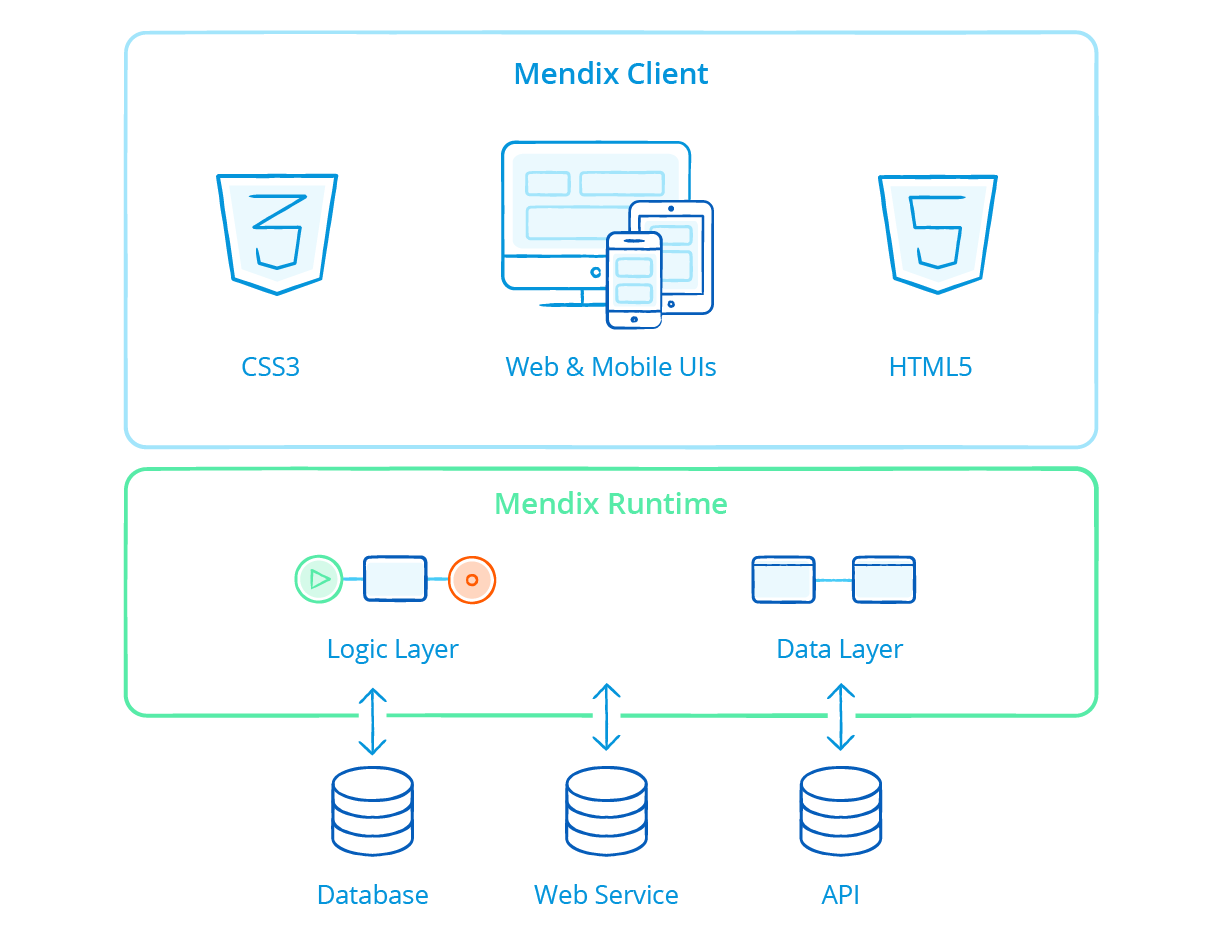 Mendix Client
CSS3
Web & Mobile UIs
HTML5
Mendix Runtime
Logic Layer
Data Layer
Database
Web Service
API